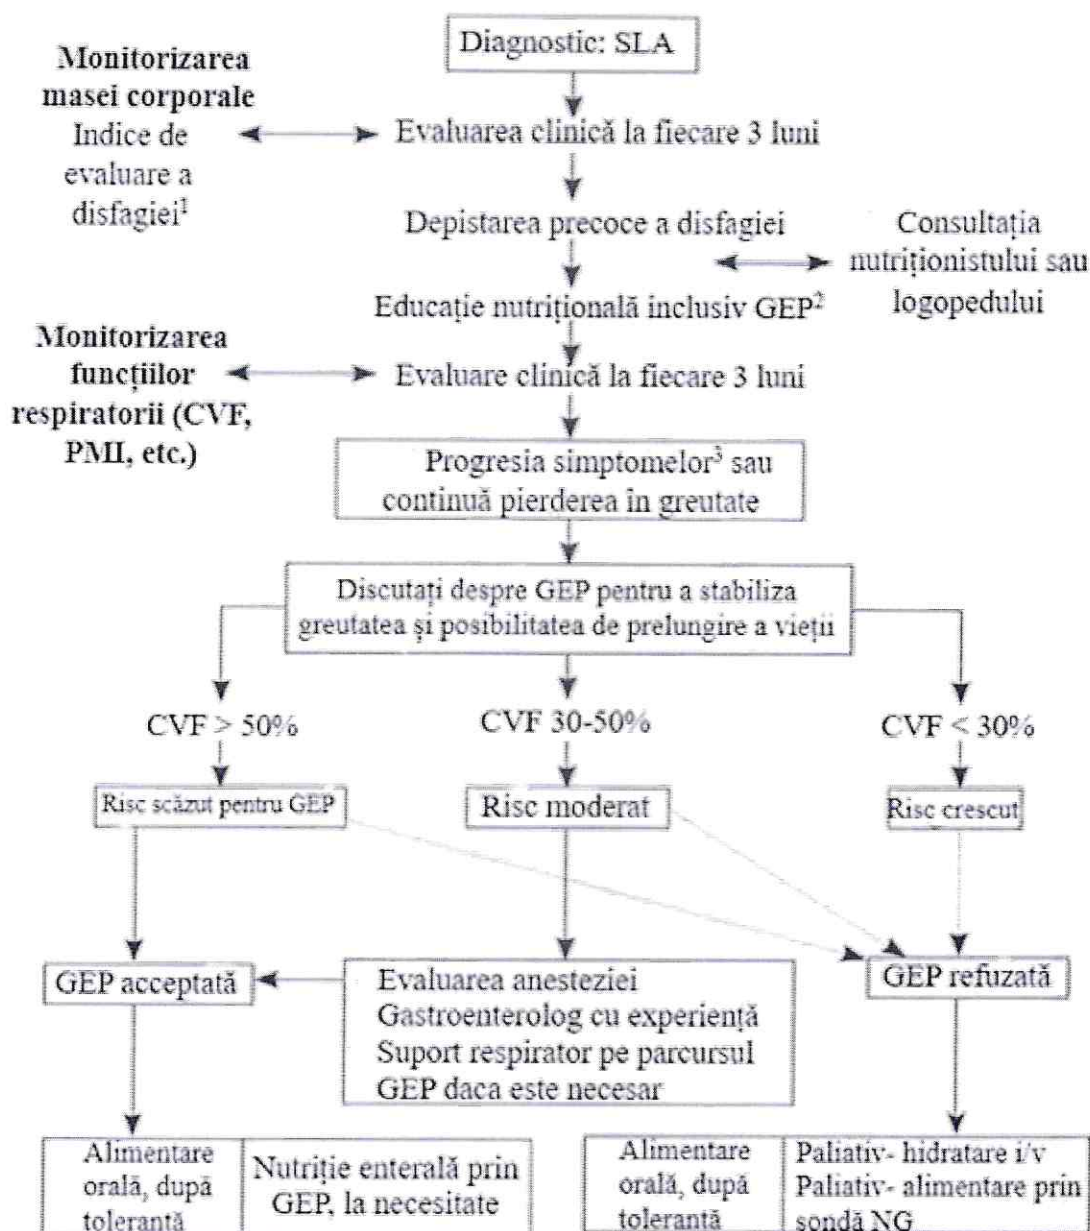 Diagnostic: SLA
Monitorizarea
masei corporale
Indice de
evaluare a
disfagiei¹
Evaluarea clinică la fiecare 3 luni
Depistarea precoce a disfagiei
Consultația
nutriționistului sau
logopedului
Educație nutrițională inclusiv GEP²
Monitorizarea
funcțiilor
respiratorii (CVF,
PMI, etc.)
Evaluare clinică la fiecare 3 luni
Progresia simptomelor³ sau
continuă pierderea în greutate
Discutați despre GEP pentru a stabiliza
greutatea și posibilitatea de prelungire a vieții
CVF > 50%
CVF 30-50%
CVF < 30%
Risc scăzut pentru GEP
Risc moderat
Risc crescut
GEP acceptată
Evaluarea anesteziei
Gastroenterolog cu experiență
Suport respirator pe parcursul
GEP daca este necesar
GEP refuzată
Alimentare
orală, după
toleranță
Nutriție enterală prin
GEP, la necesitate
Alimentare
orală, după
toleranță
Paliativ- hidratare i/v
Paliativ- alimentare prin
sondă NG